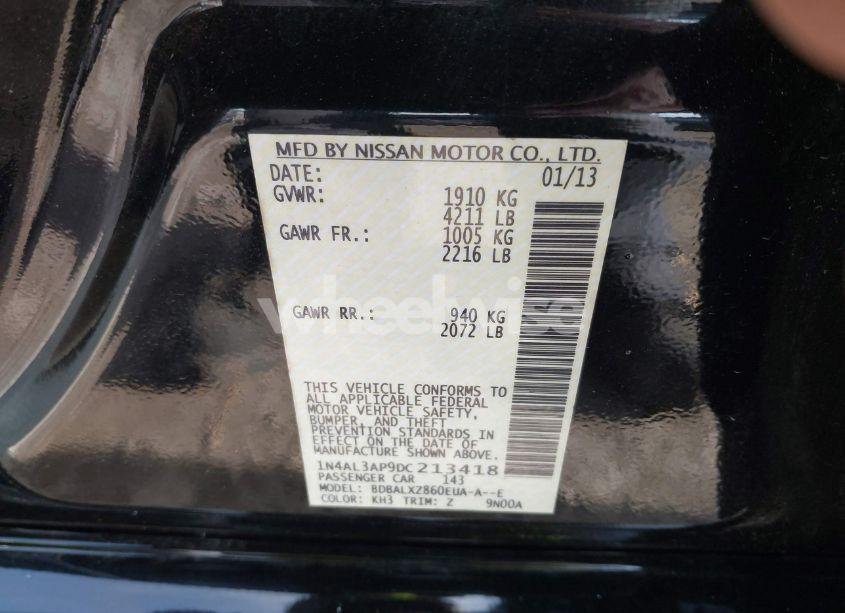 MFD BY NISSAN MOTOR CO., LTD.
DATE: 01/13
GVWR: 1910 KG
4211 LB
GAWR FR.: 1005 KG
2216 LB
wheelwise
GAWR RR.: 940 KG
2072 LB
THIS VEHICLE CONFORMS TO
ALL APPLICABLE FEDERAL
MOTOR VEHICLE SAFETY,
BUMPER, AND THEFT
PREVENTION STANDARDS IN
EFFECT ON THE DATE OF
MANUFACTURE SHOWN ABOVE.
1N4AL3AP9DC213418
PASSENGER CAR 143
MODEL: BDBALXZ860EUA-A--E
COLOR: KH3 TRIM: Z 9N00A